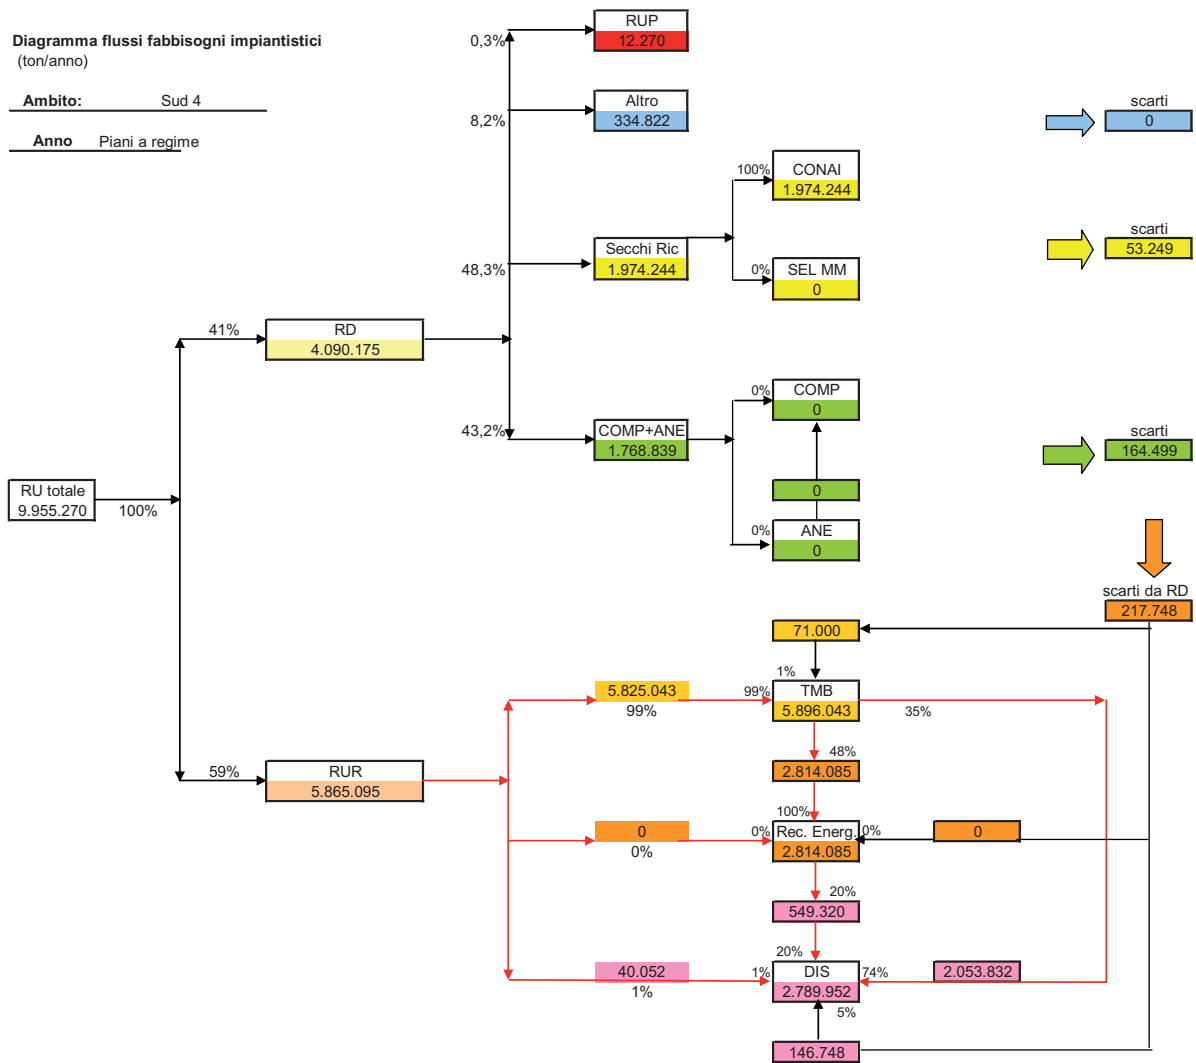 Diagramma flussi fabbisogni impiantistici
(ton/anno)
Ambito: Sud 4
Anno Piani a regime
RUP
12.270
0,3%
Altro
334.822
8,2%
scarti
0
CONAI
1.974.244
100%
Secchi Ric
1.974.244
48,3%
SEL MM
0
0%
scarti
53.249
RD
4.090.175
41%
COMP
0
0%
COMP+ANE
1.768.839
43,2%
0
ANE
0
0%
scarti
164.499
RU totale
9.955.270
100%
scarti da RD
217.748
71.000
1%
5.825.043
99%
99%
TMB
5.896.043
35%
48%
2.814.085
59%
RUR
5.865.095
100%
0
0%
0%
Rec. Energ.
2.814.085
0%
0
20%
549.320
20%
40.052
1%
1%
DIS
2.789.952
74%
2.053.832
5%
146.748